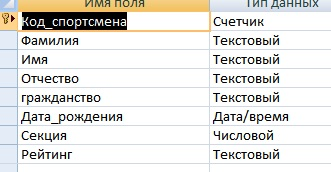 Имя поля Тип данных
Код_спортсмена Счетчик
Фамилия Текстовый
Имя Текстовый
Отчество Текстовый
гражданство Текстовый
Дата_рождения Дата/время
Секция Числовой
Рейтинг Текстовый